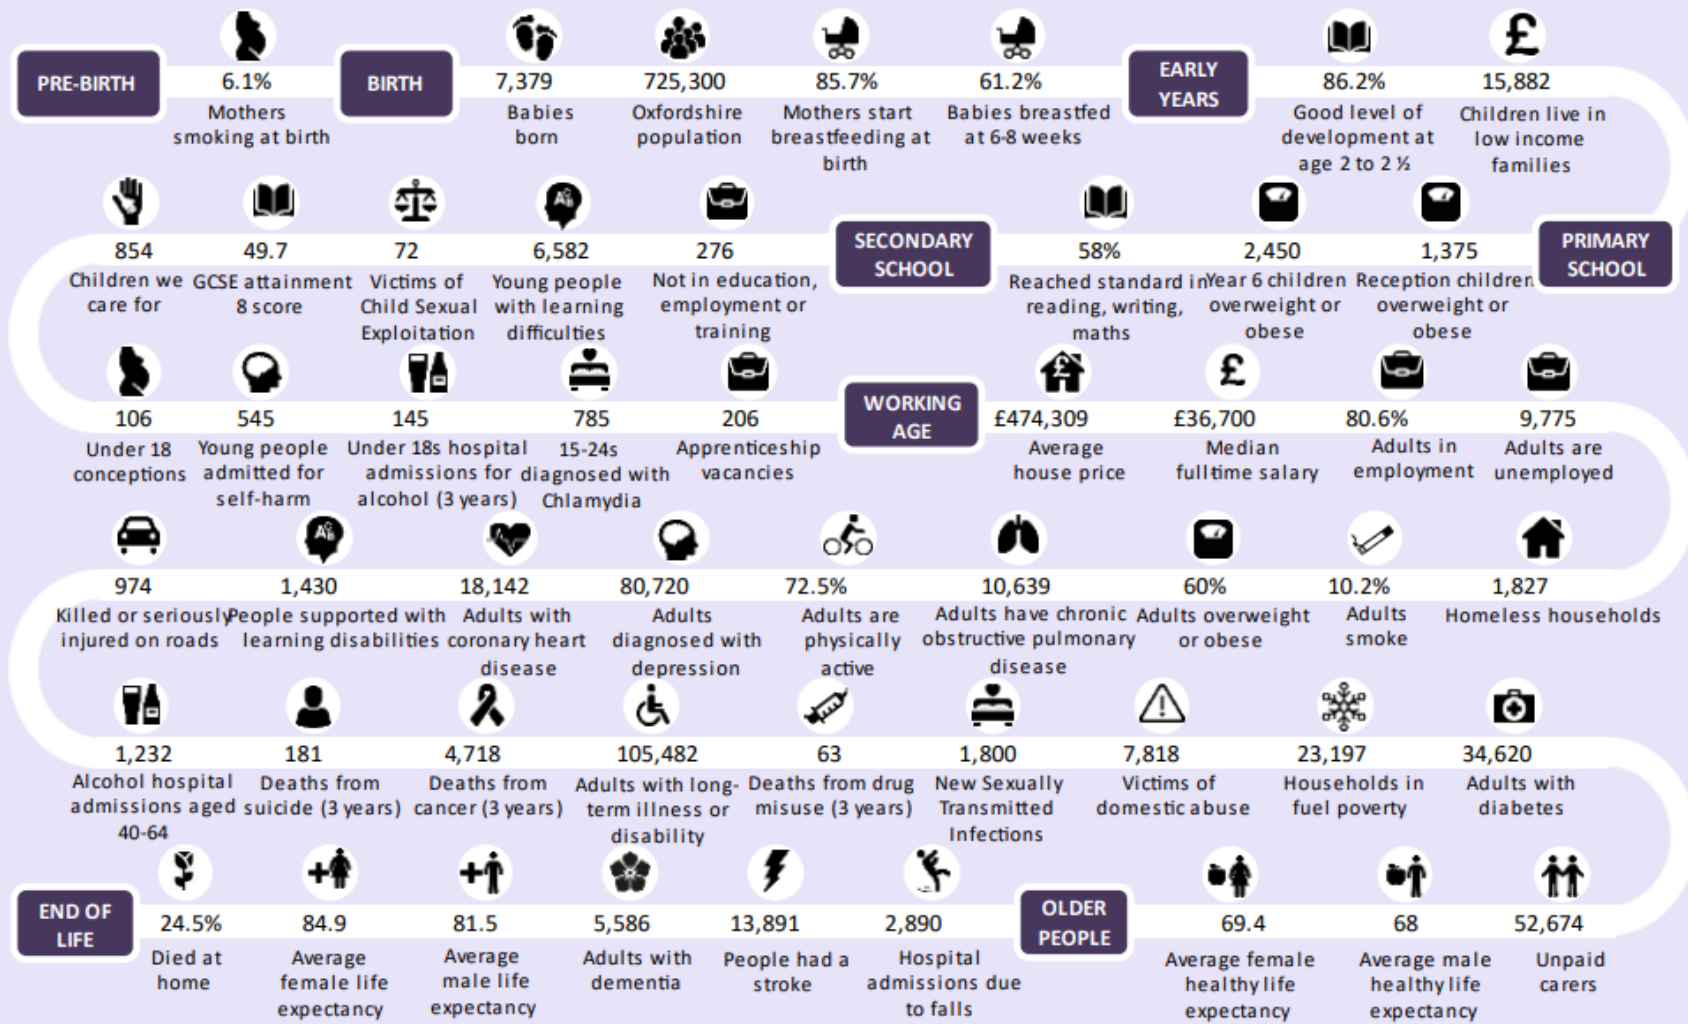 PRE-BIRTH
6.1%
Mothers
smoking at birth
BIRTH
7,379
Babies
born
725,300
Oxfordshire
population
85.7%
Mothers start
breastfeeding at
birth
61.2%
Babies breastfed
at 6-8 weeks
EARLY
YEARS
86.2%
Good level of
development at
age 2 to 2 ½
£
15,882
Children live in
low income
families
PRIMARY
SCHOOL
1,375
Reception children
overweight or
obese
2,450
Year 6 children
overweight or
obese
58%
Reached standard in
reading, writing,
maths
SECONDARY
SCHOOL
276
Not in education,
employment or
training
6,582
Young people
with learning
difficulties
72
Victims of
Child Sexual
Exploitation
49.7
GCSE attainment
8 score
854
Children we
care for
106
Under 18
conceptions
545
Young people
admitted for
self-harm
145
Under 18s hospital
admissions for
alcohol (3 years)
785
15-24s
diagnosed with
Chlamydia
206
Apprenticeship
vacancies
WORKING
AGE
£
£474,309
Average
house price
£
£36,700
Median
fulltime salary
80.6%
Adults in
employment
9,775
Adults are
unemployed
1,827
Homeless households
10.2%
Adults
smoke
60%
Adults overweight
or obese
10,639
Adults have chronic
obstructive pulmonary
disease
72.5%
Adults are
physically
active
80,720
Adults
diagnosed with
depression
18,142
Adults with
coronary heart
disease
1,430
People supported with
learning disabilities
974
Killed or seriously
injured on roads
1,232
Alcohol hospital
admissions aged
40-64
181
Deaths from
suicide (3 years)
4,718
Deaths from
cancer (3 years)
105,482
Adults with long-
term illness or
disability
63
Deaths from drug
misuse (3 years)
1,800
New Sexually
Transmitted
Infections
7,818
Victims of
domestic abuse
23,197
Households in
fuel poverty
34,620
Adults with
diabetes
52,674
Unpaid
carers
68
Average male
healthy life
expectancy
69.4
Average female
healthy life
expectancy
OLDER
PEOPLE
2,890
Hospital
admissions due
to falls
13,891
People had a
stroke
5,586
Adults with
dementia
81.5
Average
male life
expectancy
84.9
Average
female life
expectancy
24.5%
Died at
home
END OF
LIFE